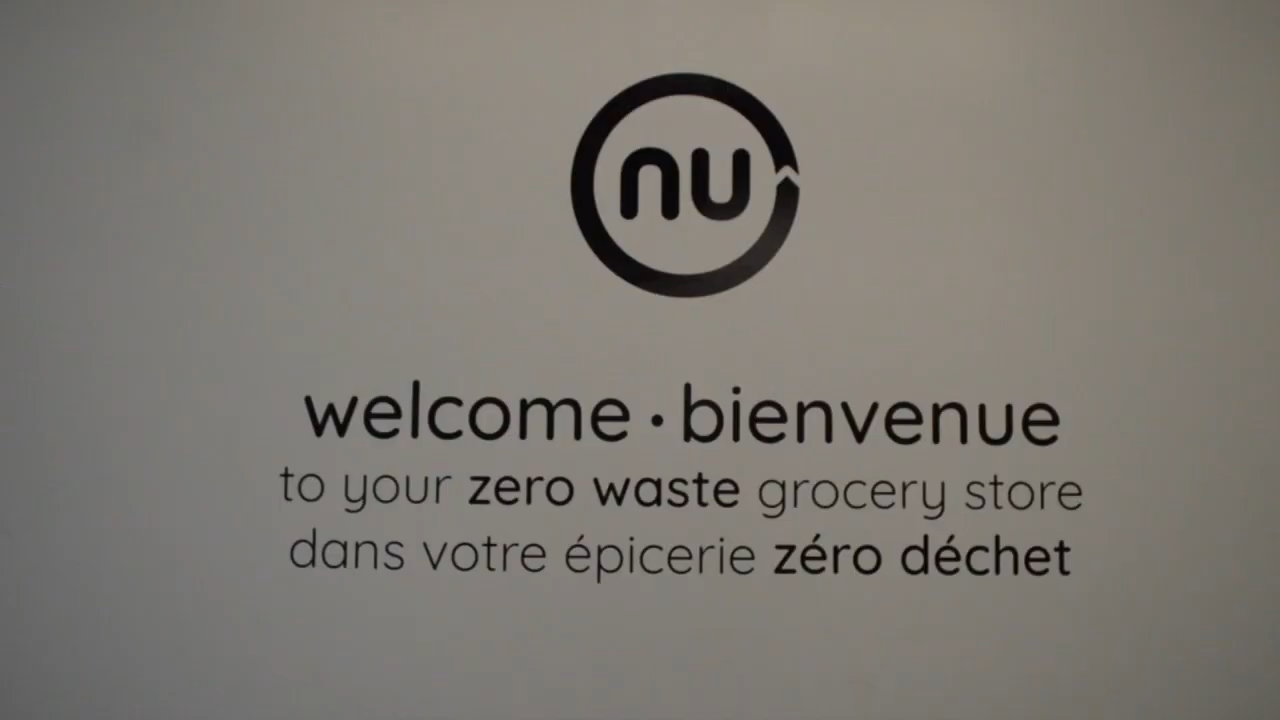 nu
welcome · bienvenue
to your zero waste grocery store
dans votre épicerie zéro déchet